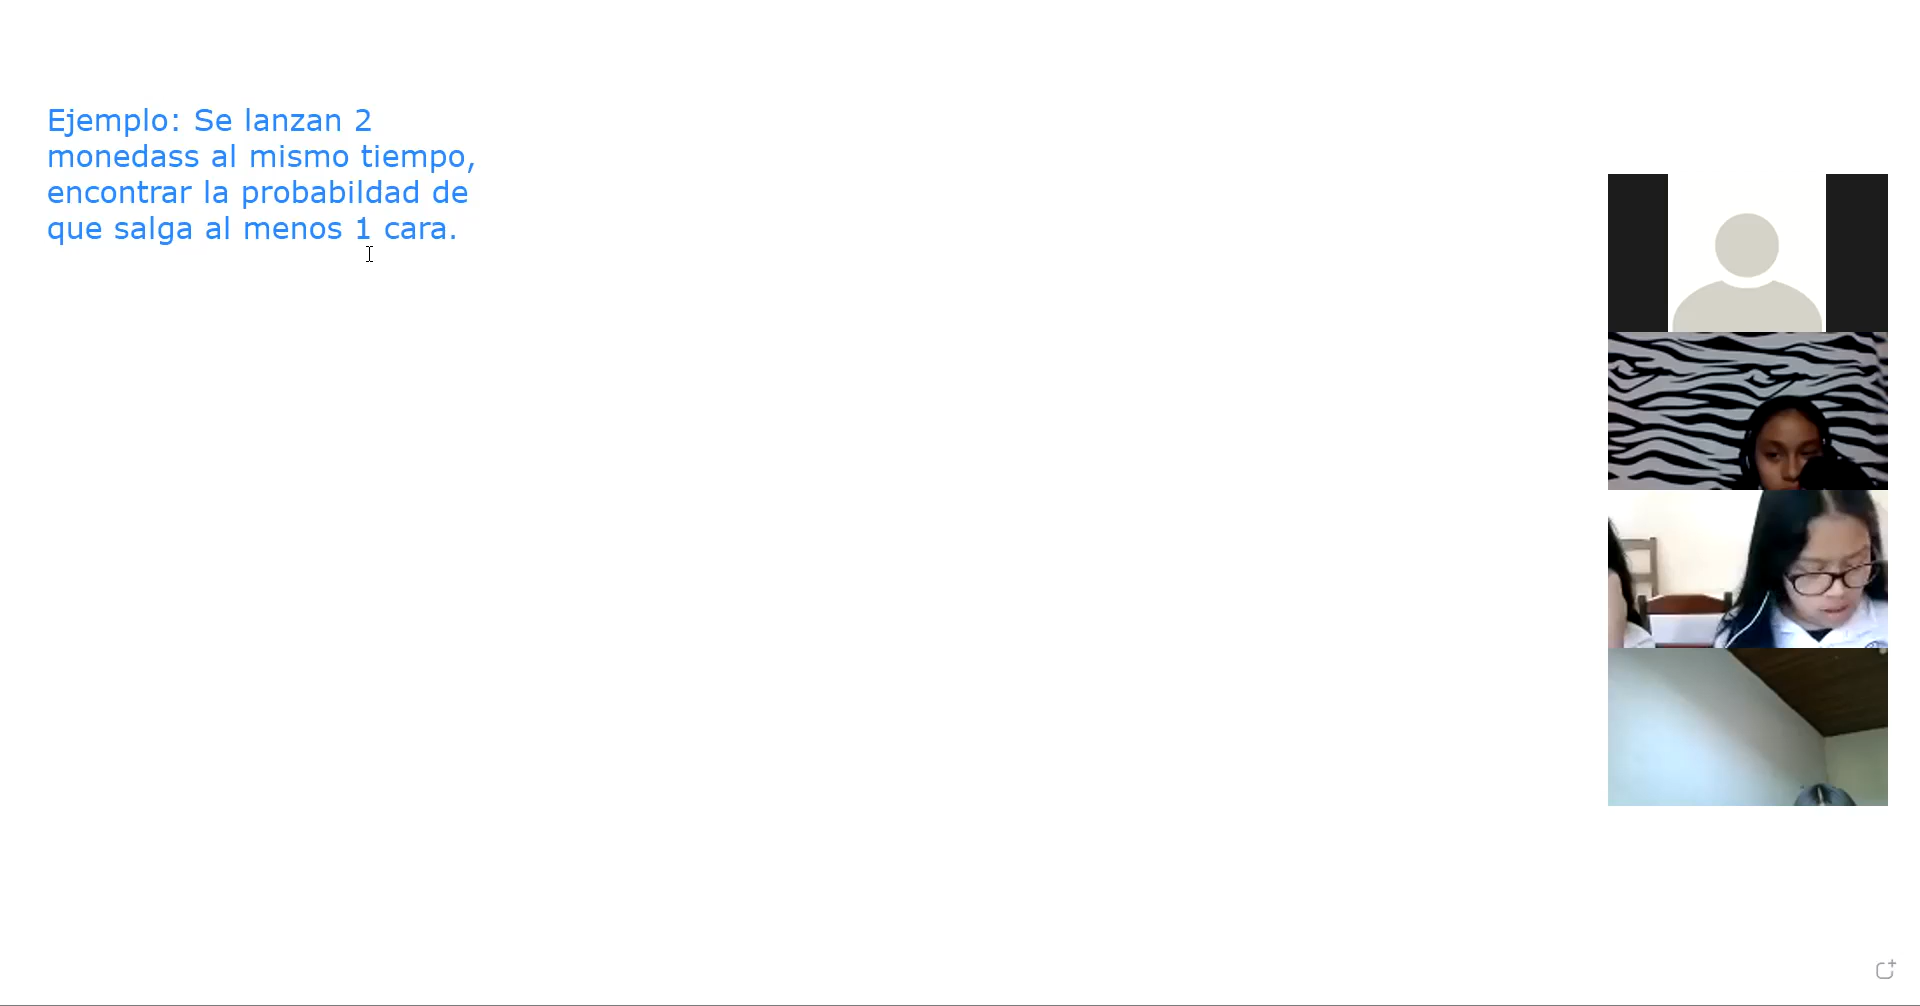 Ejemplo: Se lanzan 2
monedass al mismo tiempo,
encontrar la probabildad de
que salga al menos 1 cara.